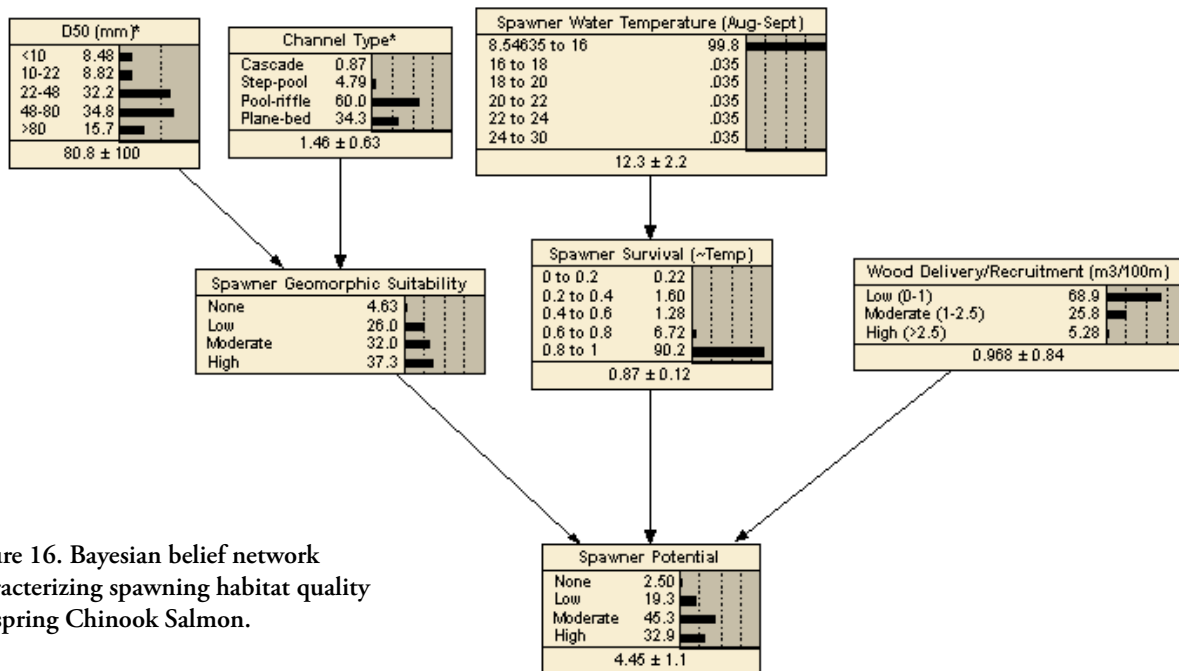 D50 (mm)*
<10 8.48
10-22 8.82
22-48 32.2
48-80 34.8
>80 15.7
80.8 ± 100
Channel Type*
Cascade 0.87
Step-pool 4.79
Pool-riffle 60.0
Plane-bed 34.3
1.46 ± 0.63
Spawner Water Temperature (Aug-Sept)
8.54635 to 16 99.8
16 to 18 .035
18 to 20 .035
20 to 22 .035
22 to 24 .035
24 to 30 .035
12.3 ± 2.2
Spawner Geomorphic Suitability
None 4.63
Low 26.0
Moderate 32.0
High 37.3
Spawner Survival (~Temp)
0 to 0.2 0.22
0.2 to 0.4 1.60
0.4 to 0.6 1.28
0.6 to 0.8 6.72
0.8 to 1 90.2
0.87 ± 0.12
Wood Delivery/Recruitment (m3/100m)
Low (0-1) 68.9
Moderate (1-2.5) 25.8
High (>2.5) 5.28
0.968 ± 0.84
Spawner Potential
None 2.50
Low 19.3
Moderate 45.3
High 32.9
4.45 ± 1.1
ure 16. Bayesian belief network
racterizing spawning habitat quality
spring Chinook Salmon.